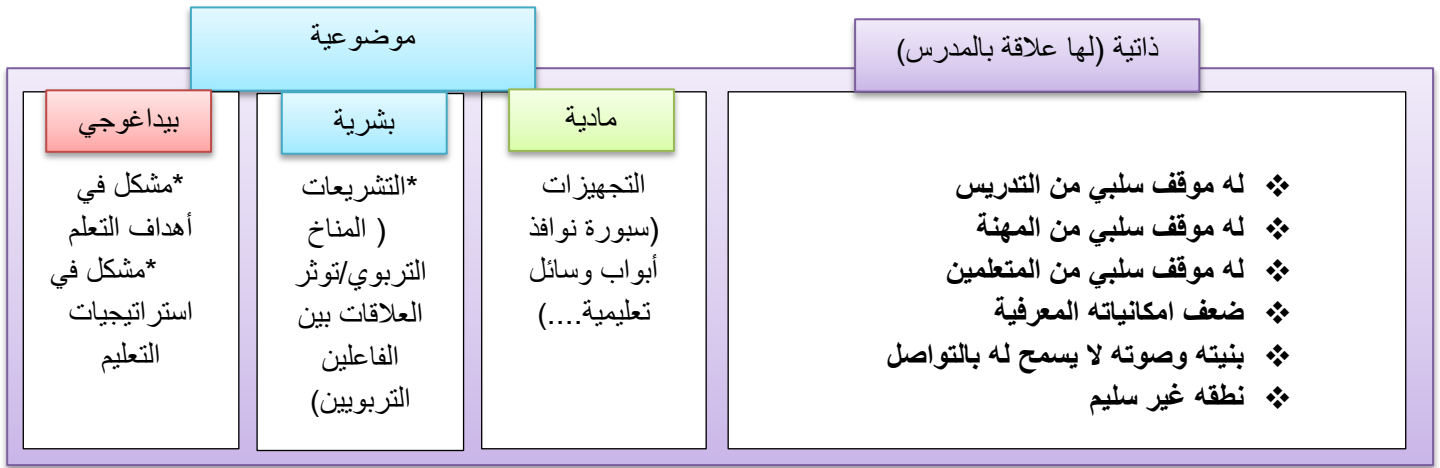 ذاتية (لها علاقة بالمدرس)
❖ له موقف سلبي من التدريس
❖ له موقف سلبي من المهنة
❖ له موقف سلبي من المتعلمين
❖ ضعف امكانياته المعرفية
❖ بنيته وصوته لا يسمح له بالتواصل
❖ نطقه غير سليم
موضوعية
مادية
التجهيزات
(سبورة نوافذ
أبواب وسائل
تعليمية....)
بشرية
*التشريعات
( المناخ
التربوي/توثر
العلاقات بين
الفاعلين
التربويين)
بيداغوجي
*مشكل في
أهداف التعلم
*مشكل في
استراتيجيات
التعليم